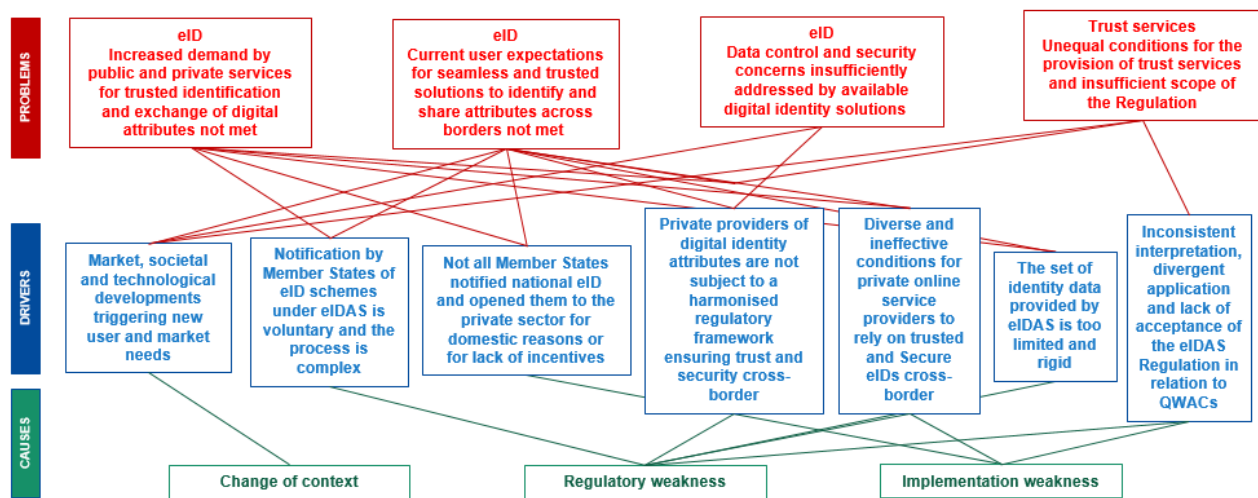 PROBLEMS
eID
Increased demand by
public and private services
for trusted identification
and exchange of digital
attributes not met
eID
Current user expectations
for seamless and trusted
solutions to identify and
share attributes across
borders not met
eID
Data control and security
concerns insufficiently
addressed by available
digital identity solutions
Trust services
Unequal conditions for the
provision of trust services
and insufficient scope of
the Regulation
DRIVERS
Market, societal
and technological
developments
triggering new
user and market
needs
Notification by
Member States of
eID schemes
under eIDAS is
voluntary and the
process is
complex
Not all Member States
notified national eID
and opened them to the
private sector for
domestic reasons or
for lack of incentives
Private providers of
digital identity
attributes are not
subject to a
harmonised
regulatory
framework
ensuring trust and
security cross-
border
Diverse and
ineffective
conditions for
private online
service
providers to
rely on trusted
and Secure
eIDs cross-
border
The set of
identity data
provided by
eIDAS is too
limited and
rigid
Inconsistent
interpretation,
divergent
application
and lack of
acceptance of
the eIDAS
Regulation in
relation to
QWACs
CAUSES
Change of context
Regulatory weakness
Implementation weakness